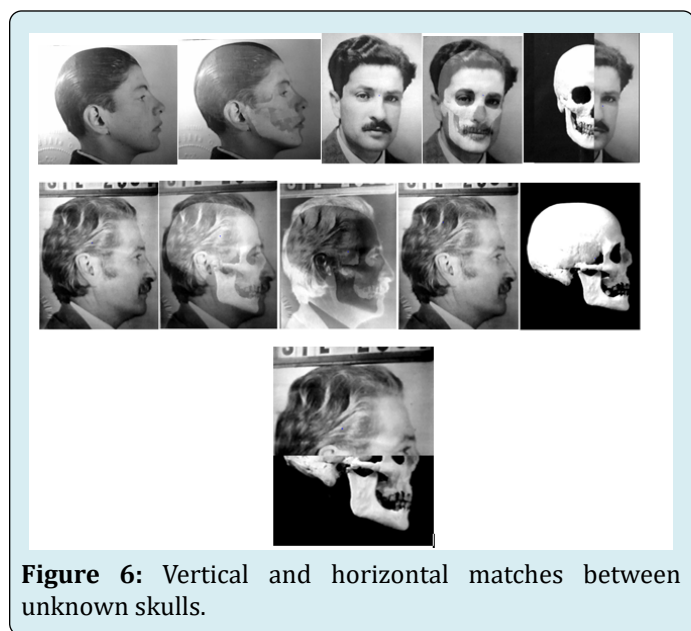 Figure 6: Vertical and horizontal matches between
unknown skulls.